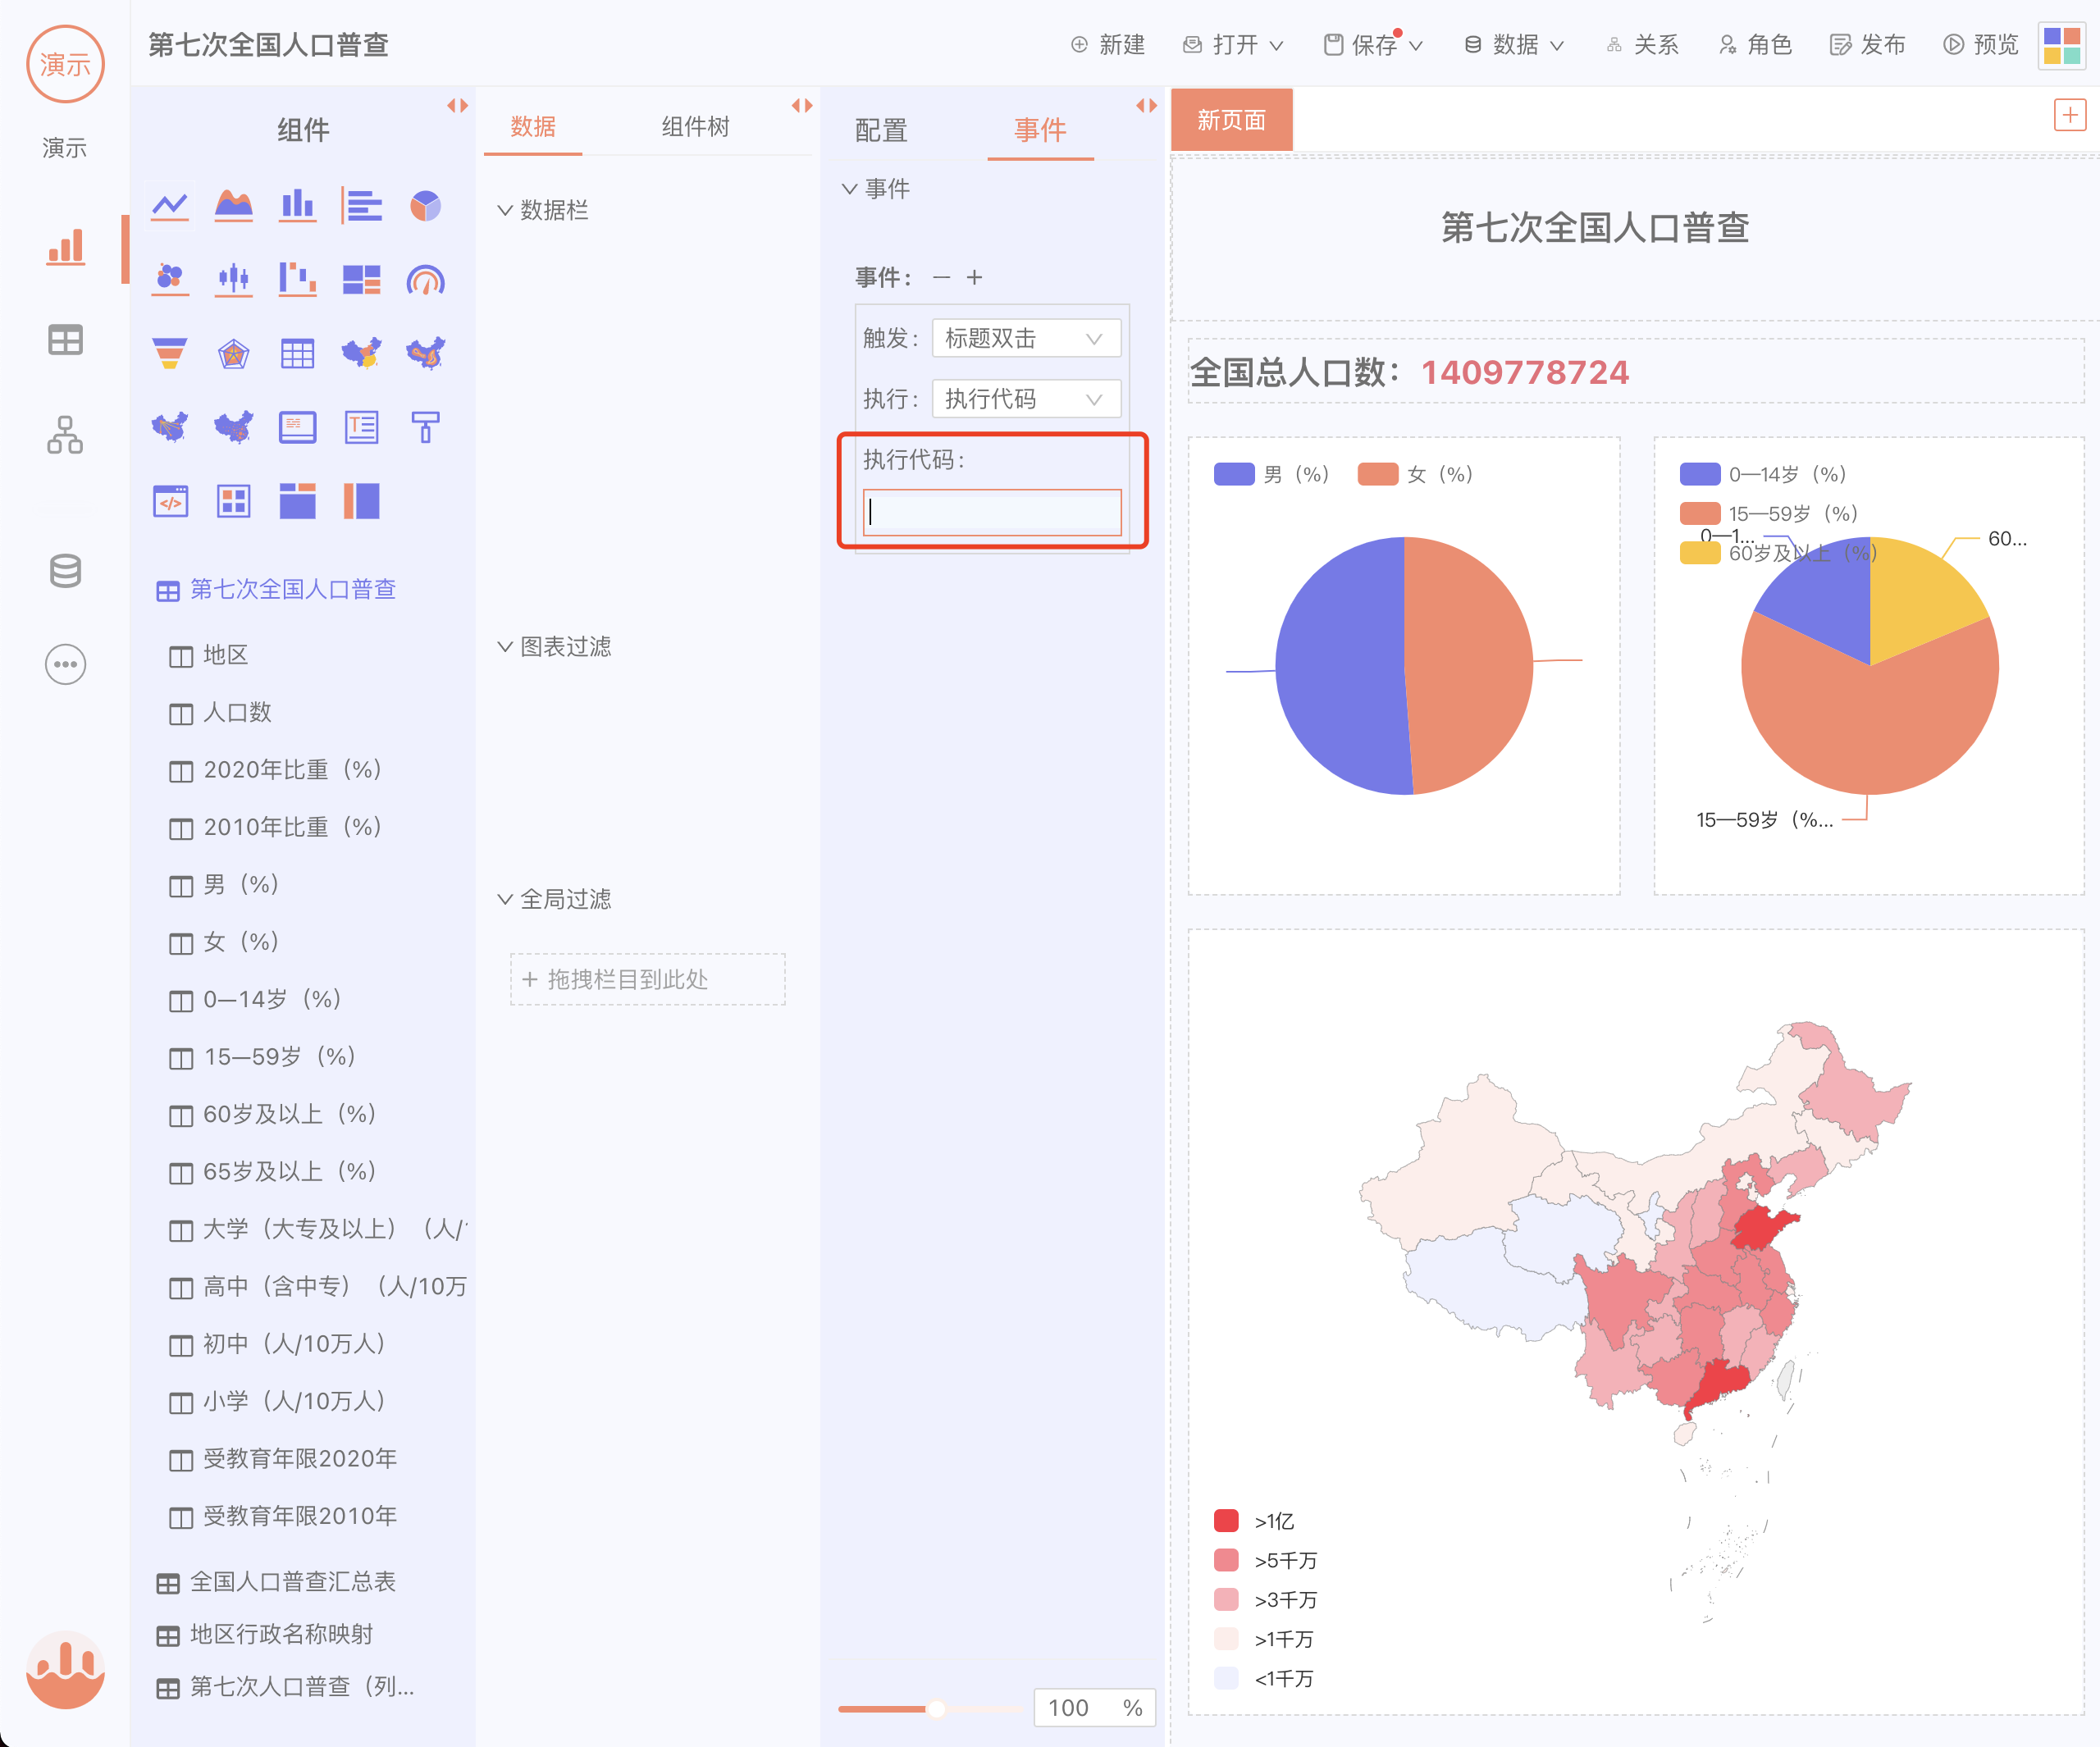 演示
演示
第七次全国人口普查
新建
打开
保存
数据
关系
角色
发布
预览
组件
第七次全国人口普查
地区
人口数
2020年比重（%）
2010年比重（%）
男（%）
女（%）
0—14岁（%）
15—59岁（%）
60岁及以上（%）
65岁及以上（%）
大学（大专及以上）（人/
高中（含中专）（人/10万
初中（人/10万人）
小学（人/10万人）
受教育年限2020年
受教育年限2010年
全国人口普查汇总表
地区行政名称映射
第七次人口普查（列...
数据
组件树
数据栏
图表过滤
全局过滤
+ 拖拽栏目到此处
配置
事件
事件
事件： — +
触发： 标题双击
执行： 执行代码
执行代码：
100 %
新页面
第七次全国人口普查
全国总人口数：1409778724
男（%） 女（%）
0—14岁（%）
15—59岁（%）
60岁及以上（%）
0—1...
60...
15—59岁（%...
>1亿
>5千万
>3千万
>1千万
<1千万